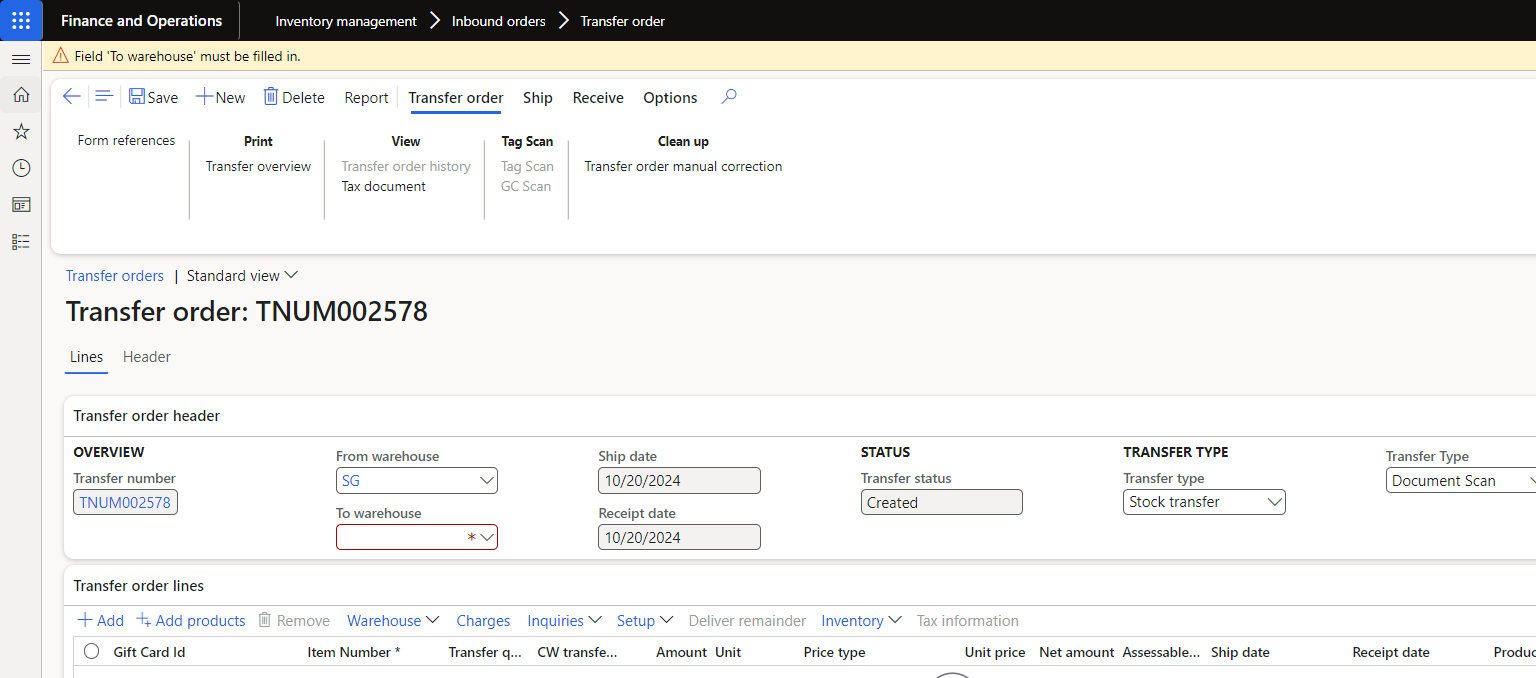 Finance and Operations
Inventory management > Inbound orders > Transfer order
Field 'To warehouse' must be filled in.
Save New Delete Report Transfer order Ship Receive Options
Form references
Print
Transfer overview
View
Transfer order history
Tax document
Tag Scan
Tag Scan
GC Scan
Clean up
Transfer order manual correction
Transfer orders | Standard view
Transfer order: TNUM002578
Lines Header
Transfer order header
OVERVIEW
Transfer number
TNUM002578
From warehouse
SG
To warehouse
*
Ship date
10/20/2024
Receipt date
10/20/2024
STATUS
Transfer status
Created
TRANSFER TYPE
Transfer type
Stock transfer
Transfer Type
Document Scan
Transfer order lines
Add Add products Remove Warehouse Charges Inquiries Setup Deliver remainder Inventory Tax information
Gift Card Id Item Number * Transfer q... CW transfe... Amount Unit Price type Unit price Net amount Assessable... Ship date Receipt date Produc